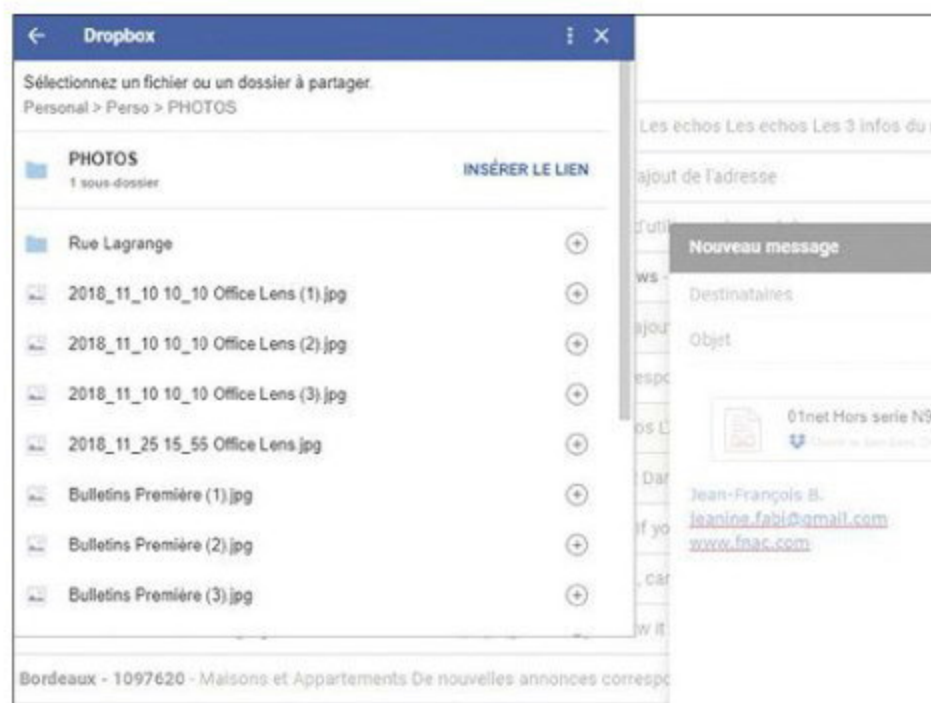 Dropbox
Sélectionnez un fichier ou un dossier à partager.
Personal > Perso > PHOTOS
PHOTOS
1 sous-dossier
INSÉRER LE LIEN
Rue Lagrange
2018_11_10 10_10 Office Lens (1).jpg
2018_11_10 10_10 Office Lens (2).jpg
2018_11_10 10_10 Office Lens (3).jpg
2018_11_25 15_55 Office Lens.jpg
Bulletins Première (1).jpg
Bulletins Première (2).jpg
Bulletins Première (3).jpg
Les echos Les echos Les 3 infos du
ajout de l'adresse
Nouveau message
Destinataires
Objet
01net Hors serie N9
Jean-François B.
jeanine.fabi@gmail.com
www.fnac.com
Bordeaux - 1097620 - Maisons et Appartements De nouvelles annonces corresp